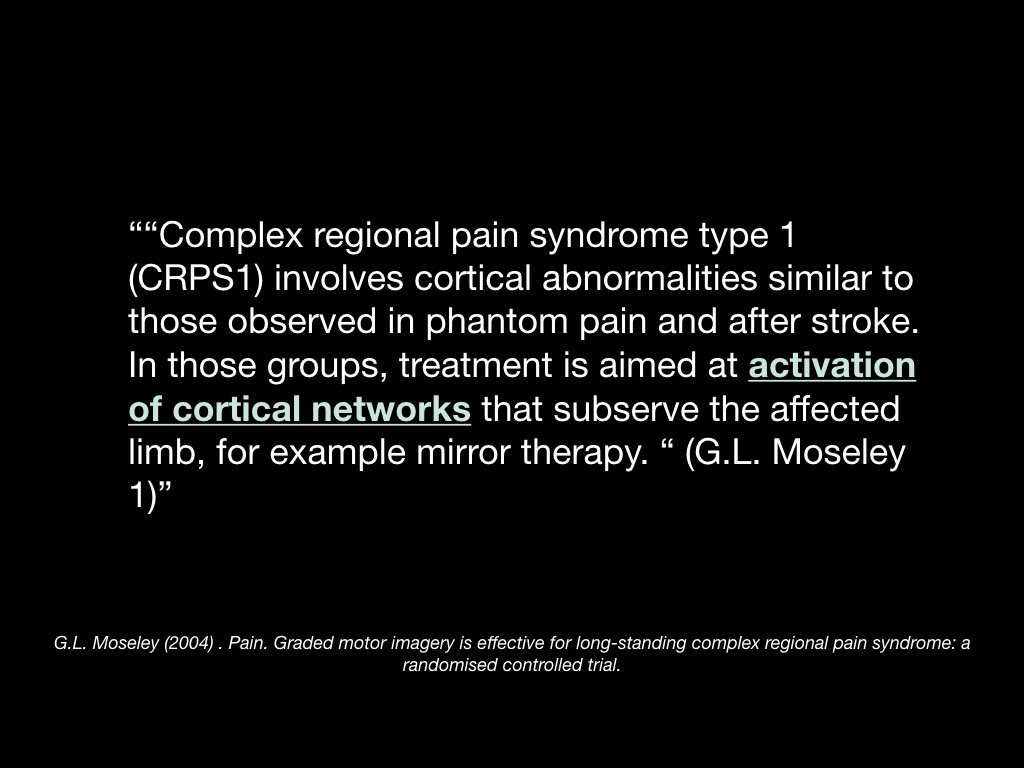 ““Complex regional pain syndrome type 1
(CRPS1) involves cortical abnormalities similar to
those observed in phantom pain and after stroke.
In those groups, treatment is aimed at activation
of cortical networks that subserve the affected
limb, for example mirror therapy. “ (G.L. Moseley
1)”
G.L. Moseley (2004) . Pain. Graded motor imagery is effective for long-standing complex regional pain syndrome: a
randomised controlled trial.